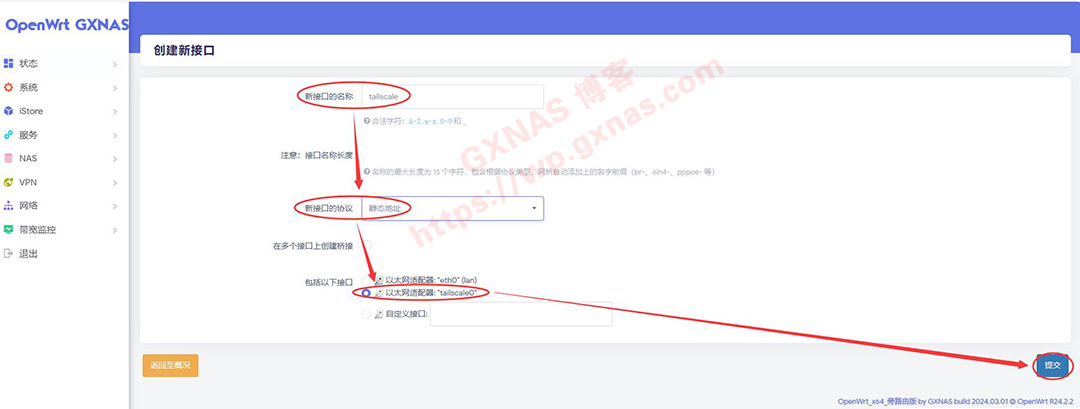 OpenWrt GXNAS
创建新接口
状态
系统
iStore
服务
NAS
VPN
网络
带宽监控
退出
新接口的名称 tailscale
合法字符：A-Z,a-z,0-9 和 _
注意：接口名称长度
名称的最大长度为 15 个字符，包含根据协议类型、网桥自动添加上的名字前缀（br-、6in4-、pppoe- 等）
新接口的协议 静态地址
在多个接口上创建桥接
包括以下接口
以太网适配器: "eth0" (lan)
以太网适配器: "tailscale0"
自定义接口:
返回至概况
提交
GXNAS 博客
https://wp.gxnas.com
OpenWrt_x64_旁路由版 by GXNAS build 2024.03.01 @ OpenWrt R24.2.2